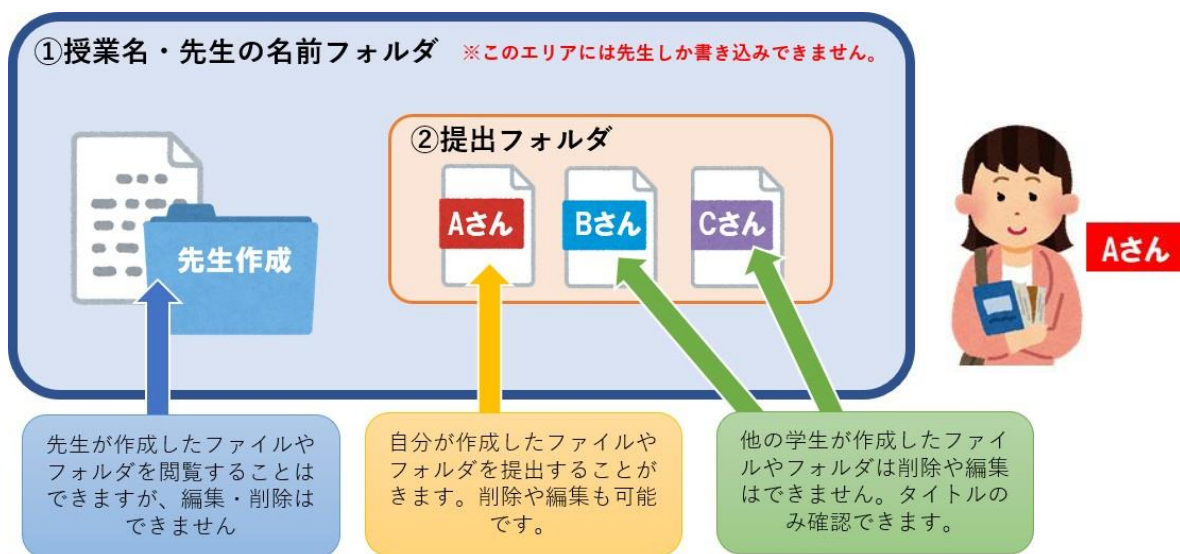 ①授業名・先生の名前フォルダ ※このエリアには先生しか書き込みできません。
②提出フォルダ
先生作成
Aさん
Bさん
Cさん
Aさん
先生が作成したファイルや
フォルダを閲覧することは
できますが、編集・削除は
できません
自分が作成したファイルや
フォルダを提出することが
きます。削除や編集も可能
です。
他の学生が作成したファイ
ルやフォルダは削除や編集
はできません。タイトルの
み確認できます。